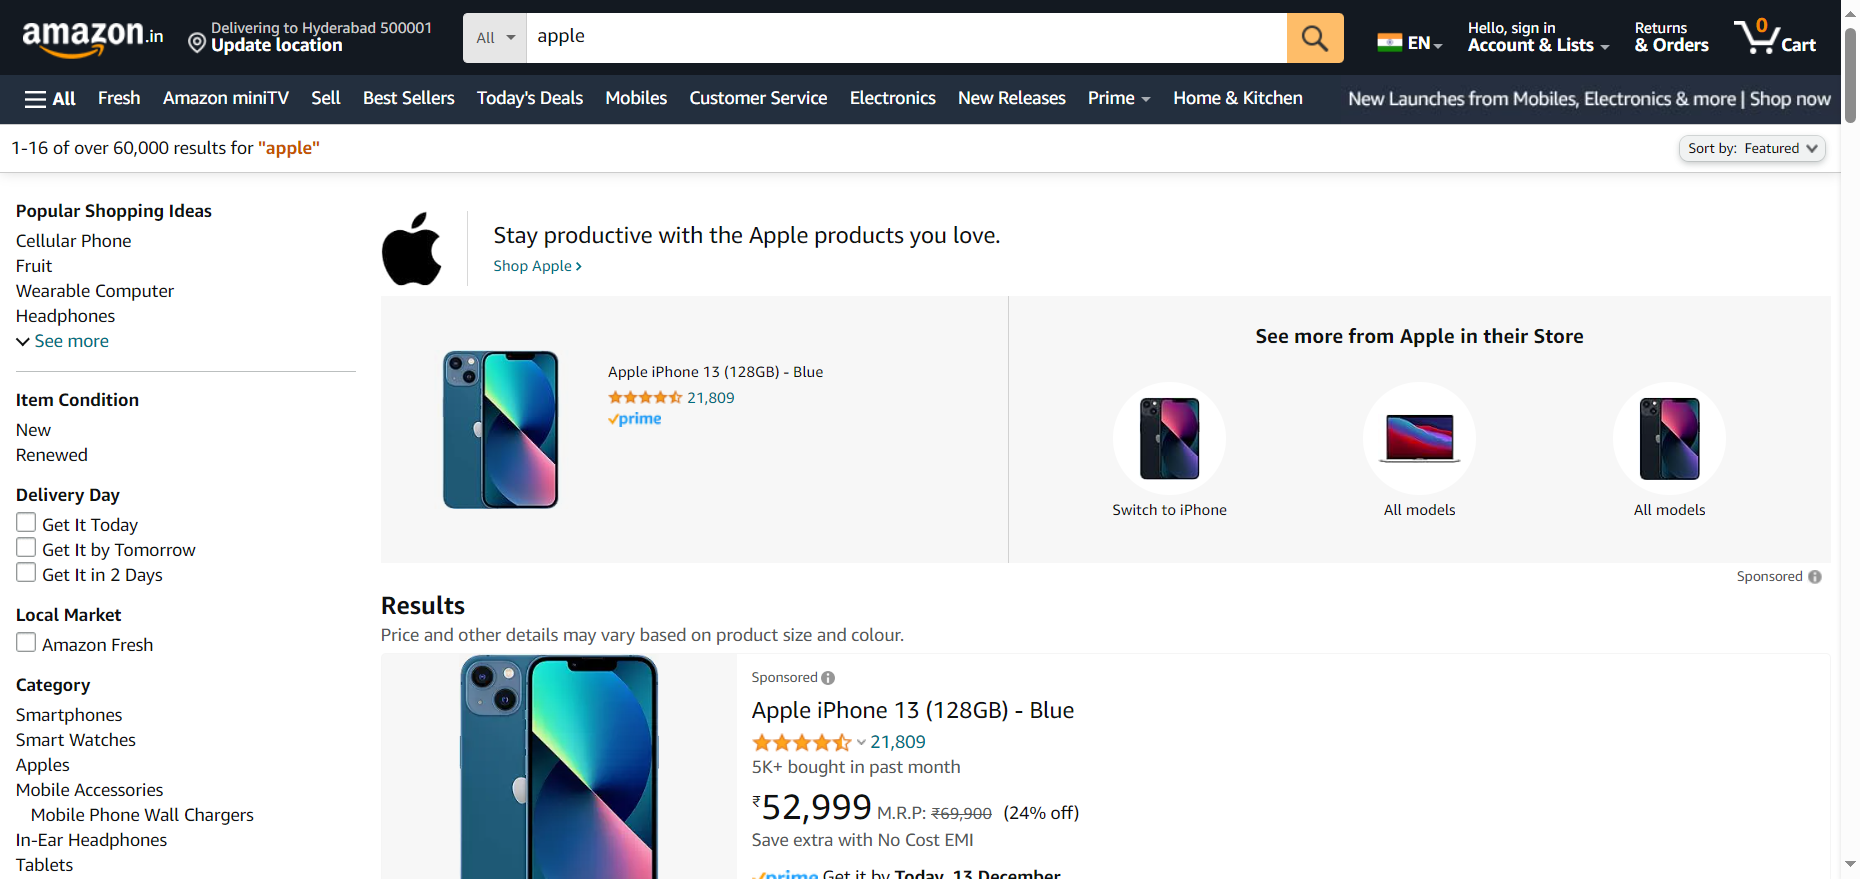 amazon.in
Delivering to Hyderabad 500001
Update location
All
apple
EN
Hello, sign in
Account & Lists
Returns
& Orders
0
Cart
All
Fresh
Amazon miniTV
Sell
Best Sellers
Today's Deals
Mobiles
Customer Service
Electronics
New Releases
Prime
Home & Kitchen
New Launches from Mobiles, Electronics & more | Shop now
1-16 of over 60,000 results for "apple"
Sort by: Featured
Popular Shopping Ideas
Cellular Phone
Fruit
Wearable Computer
Headphones
See more
Item Condition
New
Renewed
Delivery Day
Get It Today
Get It by Tomorrow
Get It in 2 Days
Local Market
Amazon Fresh
Category
Smartphones
Smart Watches
Apples
Mobile Accessories
Mobile Phone Wall Chargers
In-Ear Headphones
Tablets
Stay productive with the Apple products you love.
Shop Apple ›
Apple iPhone 13 (128GB) - Blue
21,809
prime
See more from Apple in their Store
Switch to iPhone
All models
All models
Sponsored
Results
Price and other details may vary based on product size and colour.
Sponsored
Apple iPhone 13 (128GB) - Blue
21,809
5K+ bought in past month
₹52,999 M.R.P: ₹69,900 (24% off)
Save extra with No Cost EMI
prime Get it by Today, 13 December